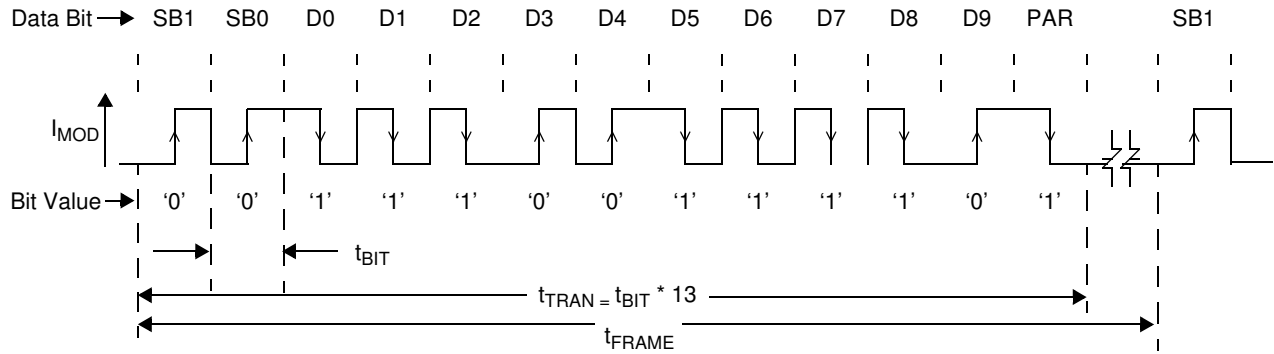 Data Bit SB1 SB0 D0 D1 D2 D3 D4 D5 D6 D7 D8 D9 PAR SB1
IMOD
Bit Value ‘0’ ‘0’ ‘1’ ‘1’ ‘1’ ‘0’ ‘0’ ‘1’ ‘1’ ‘1’ ‘1’ ‘0’ ‘1’
tBIT
tTRAN = tBIT * 13
tFRAME